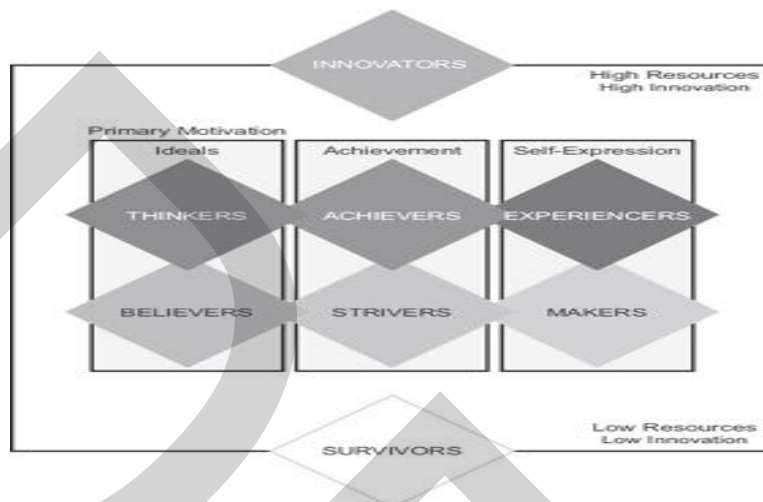 INNOVATORS
High Resources
High Innovation
Primary Motivation
Ideals Achievement Self-Expression
THINKERS ACHIEVERS EXPERIENCERS
BELIEVERS STRIVERS MAKERS
Low Resources
Low Innovation
SURVIVORS